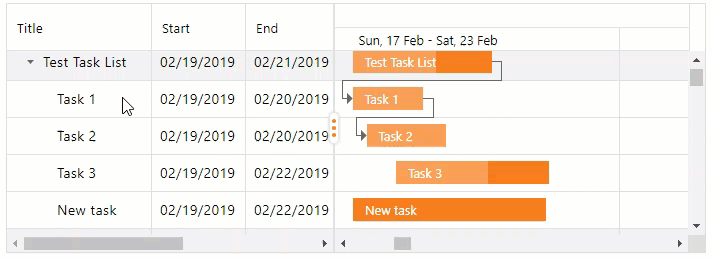 Title Start End
Sun, 17 Feb - Sat, 23 Feb
Test Task List 02/19/2019 02/21/2019 Test Task List
Task 1 02/19/2019 02/20/2019 Task 1
Task 2 02/19/2019 02/20/2019 Task 2
Task 3 02/19/2019 02/22/2019 Task 3
New task 02/19/2019 02/22/2019 New task